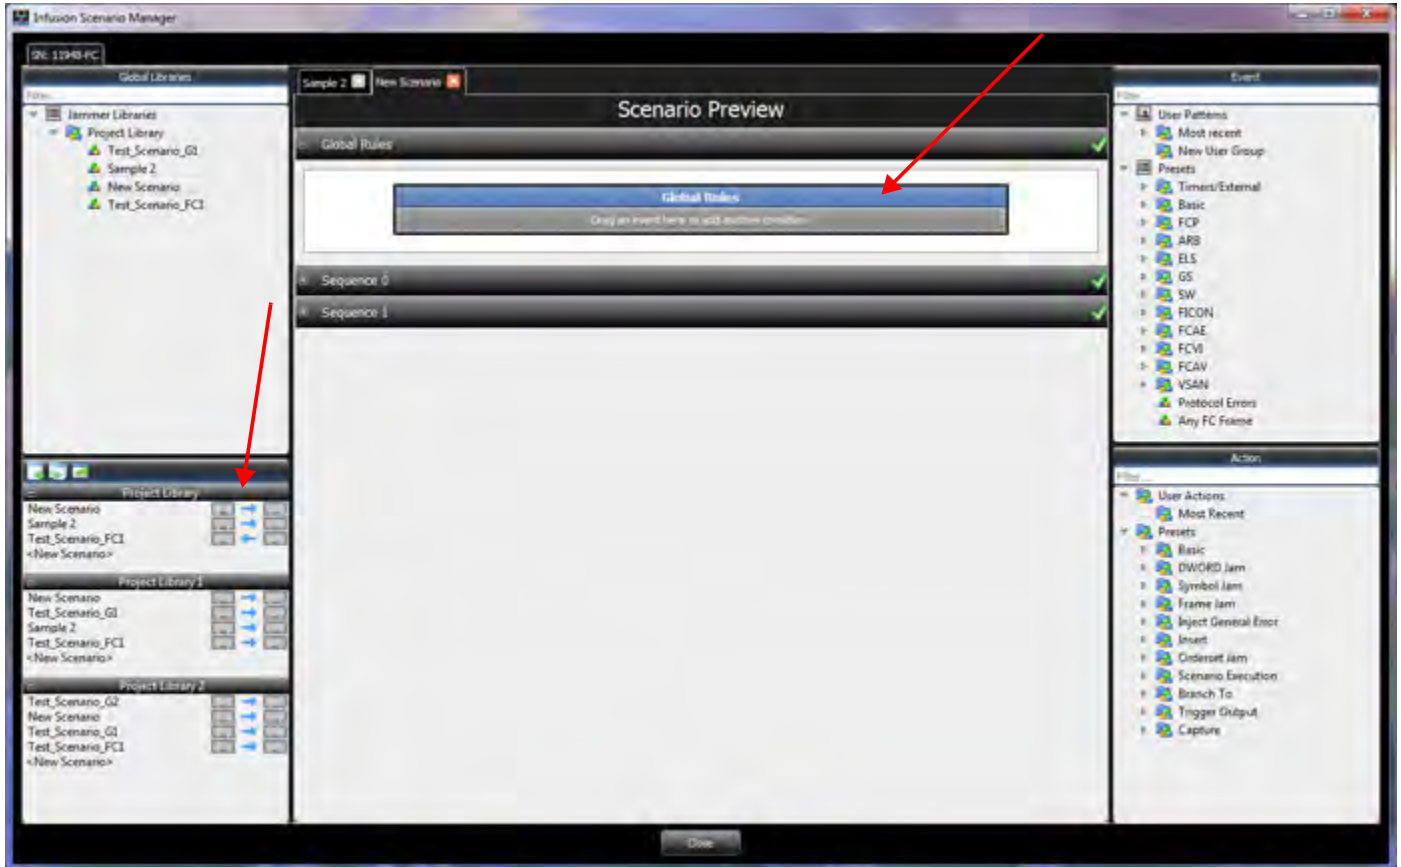 Infusion Scenario Manager
SN: 11948-FC
Global Libraries
Filter
Jammer Libraries
Project Library
Test_Scenario_G1
Sample 2
New Scenario
Test_Scenario_FC1
Project Library
New Scenario
Sample 2
Test_Scenario_FC1
<New Scenario>
Project Library 1
New Scenario
Test_Scenario_G1
Sample 2
Test_Scenario_FC1
<New Scenario>
Project Library 2
Test_Scenario_G2
New Scenario
Test_Scenario_G1
Test_Scenario_FC1
<New Scenario>
Sample 2 New Scenario
Scenario Preview
Global Rules
Global Rules
Drag an event here to add another condition
Sequence 0
Sequence 1
Event
Filter
User Patterns
Most recent
New User Group
Presets
Timers/External
Basic
FCP
ARB
ELS
GS
SW
FICON
FCAE
FCVI
FCAV
VSAN
Protocol Errors
Any FC Frame
Action
Filter
User Actions
Most Recent
Presets
Basic
DWORD Jam
Symbol Jam
Frame Jam
Inject General Error
Insert
Orderset Jam
Scenario Execution
Branch To
Trigger Output
Capture
Close